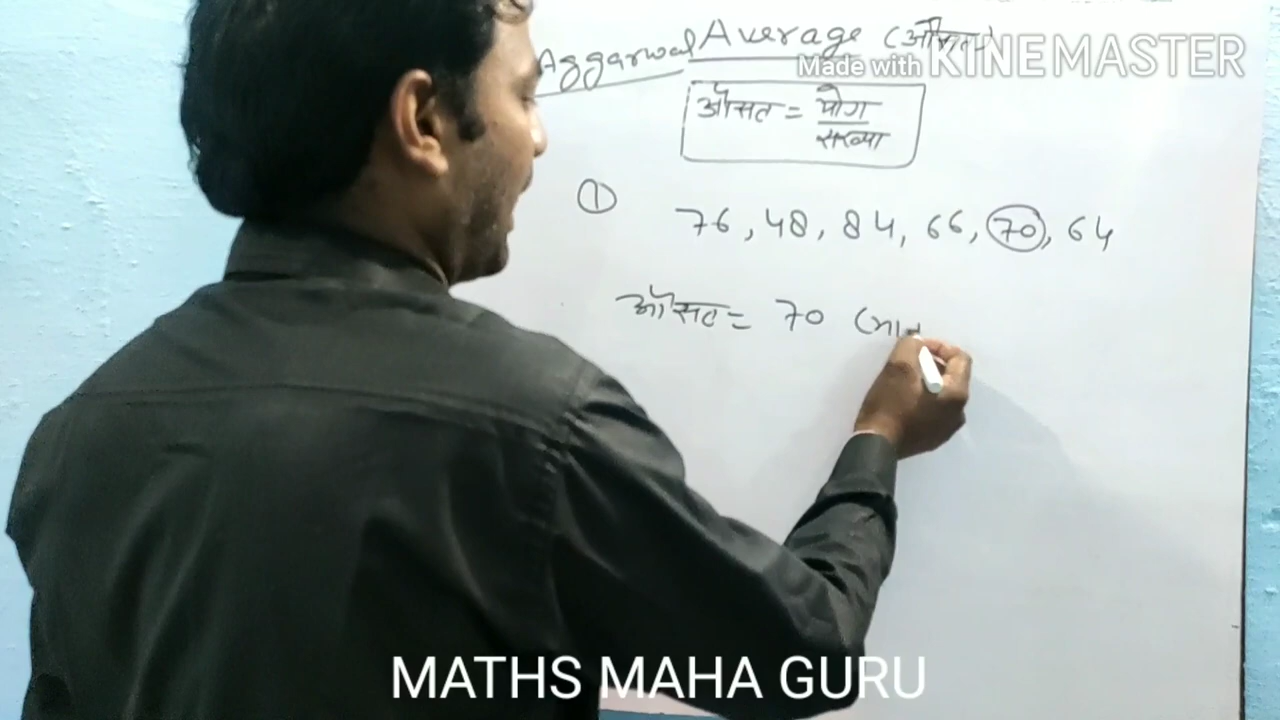 Aggarwal Average (औसत)
Made with KINEMASTER
औसत = योग
संख्या
① 76, 48, 84, 66, 70, 64
औसत = 70 (मान
MATHS MAHA GURU